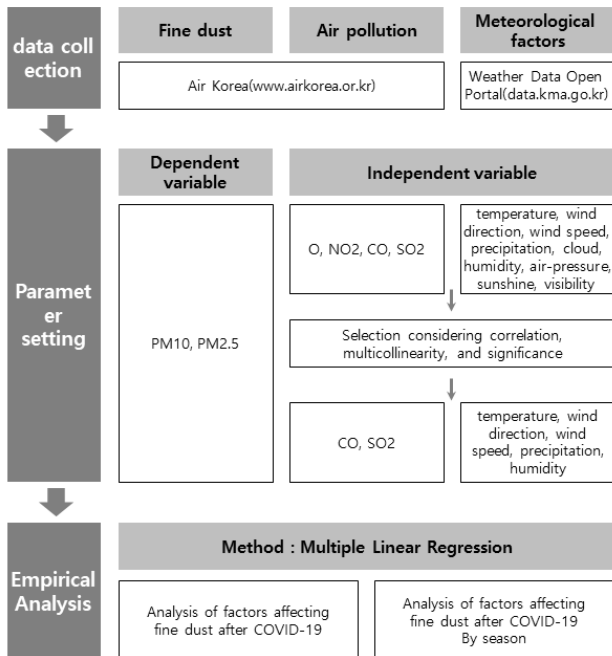 data coll
ection
Fine dust
Air pollution
Meteorological
factors
Air Korea(www.airkorea.or.kr)
Weather Data Open
Portal(data.kma.go.kr)
Paramet
er
setting
Dependent
variable
Independent variable
PM10, PM2.5
O, NO2, CO, SO2
temperature, wind
direction, wind speed,
precipitation, cloud,
humidity, air-pressure,
sunshine, visibility
Selection considering correlation,
multicollinearity, and significance
CO, SO2
temperature, wind
direction, wind
speed, precipitation,
humidity
Empirical
Analysis
Method : Multiple Linear Regression
Analysis of factors affecting
fine dust after COVID-19
Analysis of factors affecting
fine dust after COVID-19
By season